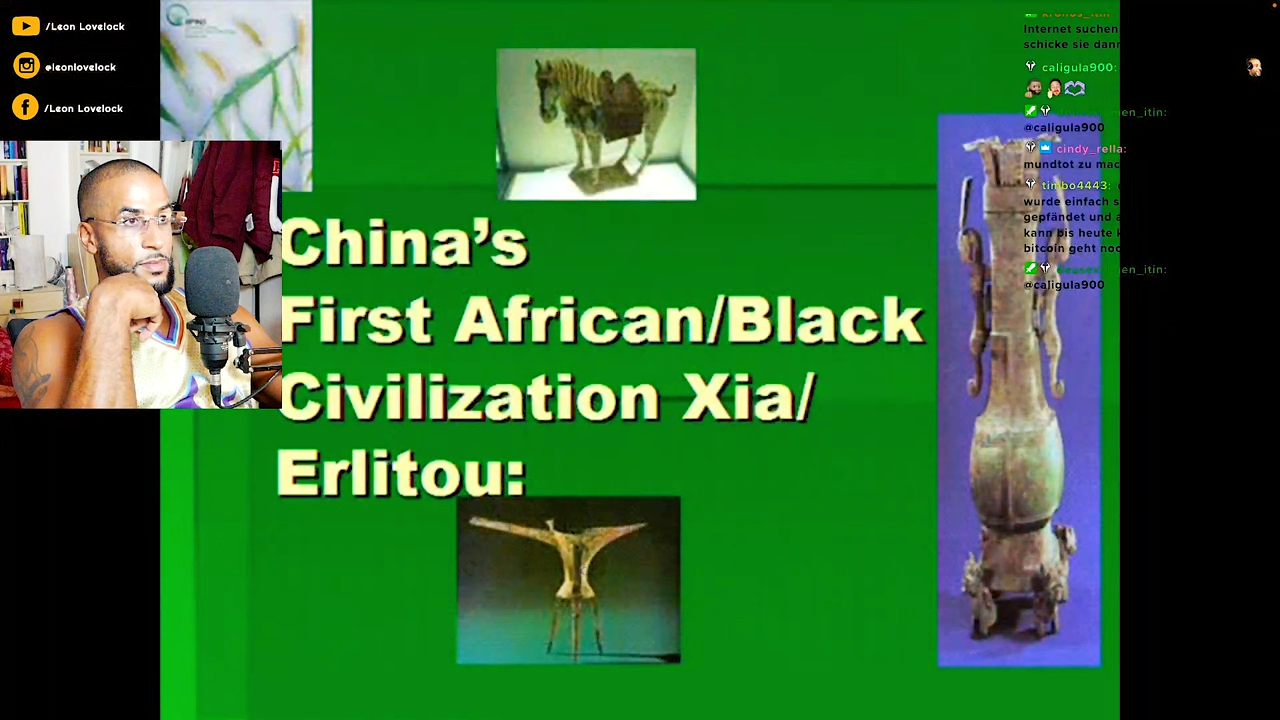 /Leon Lovelock
@leonlovelock
/Leon Lovelock
China's
First African/Black
Civilization Xia/
Erlitou:
Internet suchen
schicke sie dann
caligula900:
@caligula900
cindy_rella:
mundtot zu mac
timbo4443:
wurde einfach s
gepfändet und a
kann bis heute k
bitcoin geht noc
@caligula900